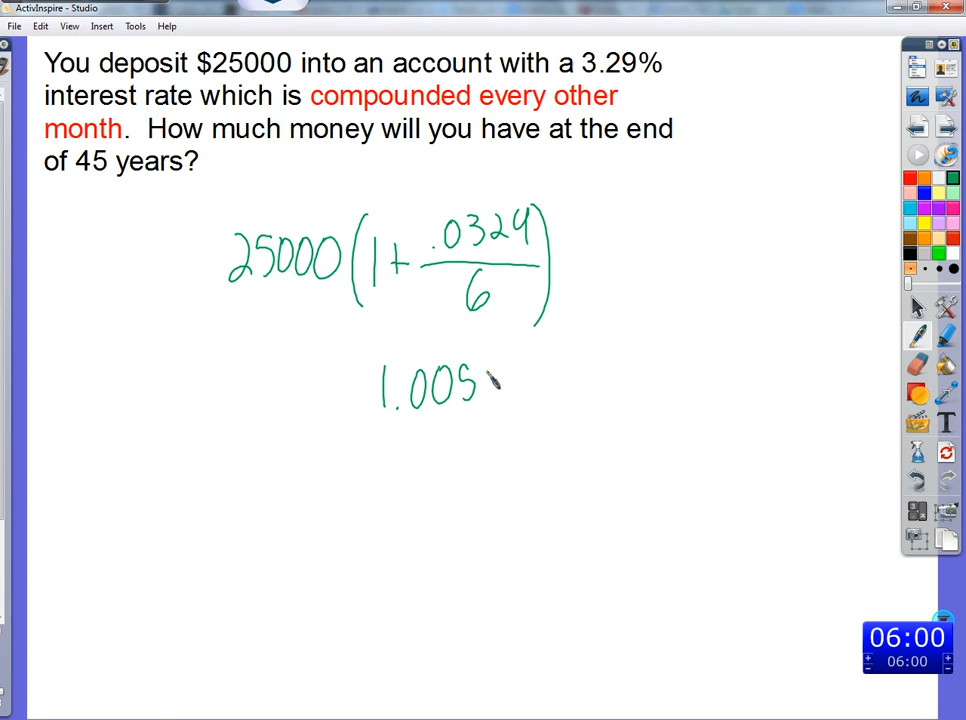 ActivInspire - Studio
File Edit View Insert Tools Help
You deposit $25000 into an account with a 3.29%
interest rate which is compounded every other
month. How much money will you have at the end
of 45 years?
25000 (1 + .0329
6)
1.005
06:00
06:00